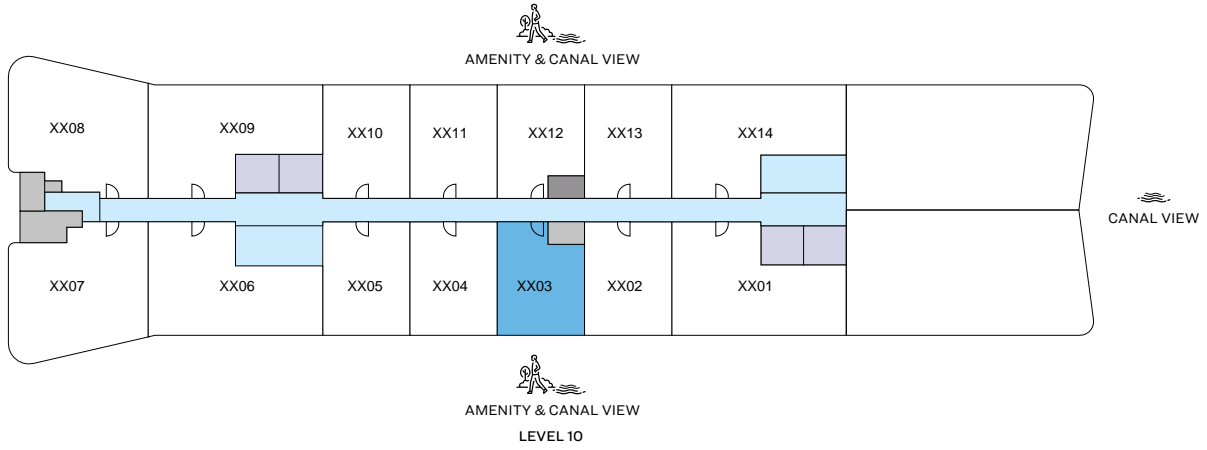 AMENITY & CANAL VIEW
XX08
XX09
XX10
XX11
XX12
XX13
XX14
CANAL VIEW
XX07
XX06
XX05
XX04
XX03
XX02
XX01
AMENITY & CANAL VIEW
LEVEL 10